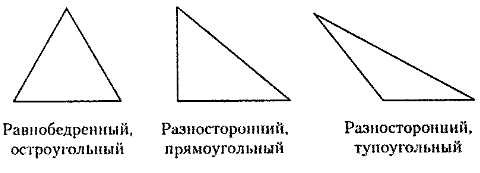 Равнобедренный,
остроугольный
Разносторонний,
прямоугольный
Разносторонний,
тупоугольный